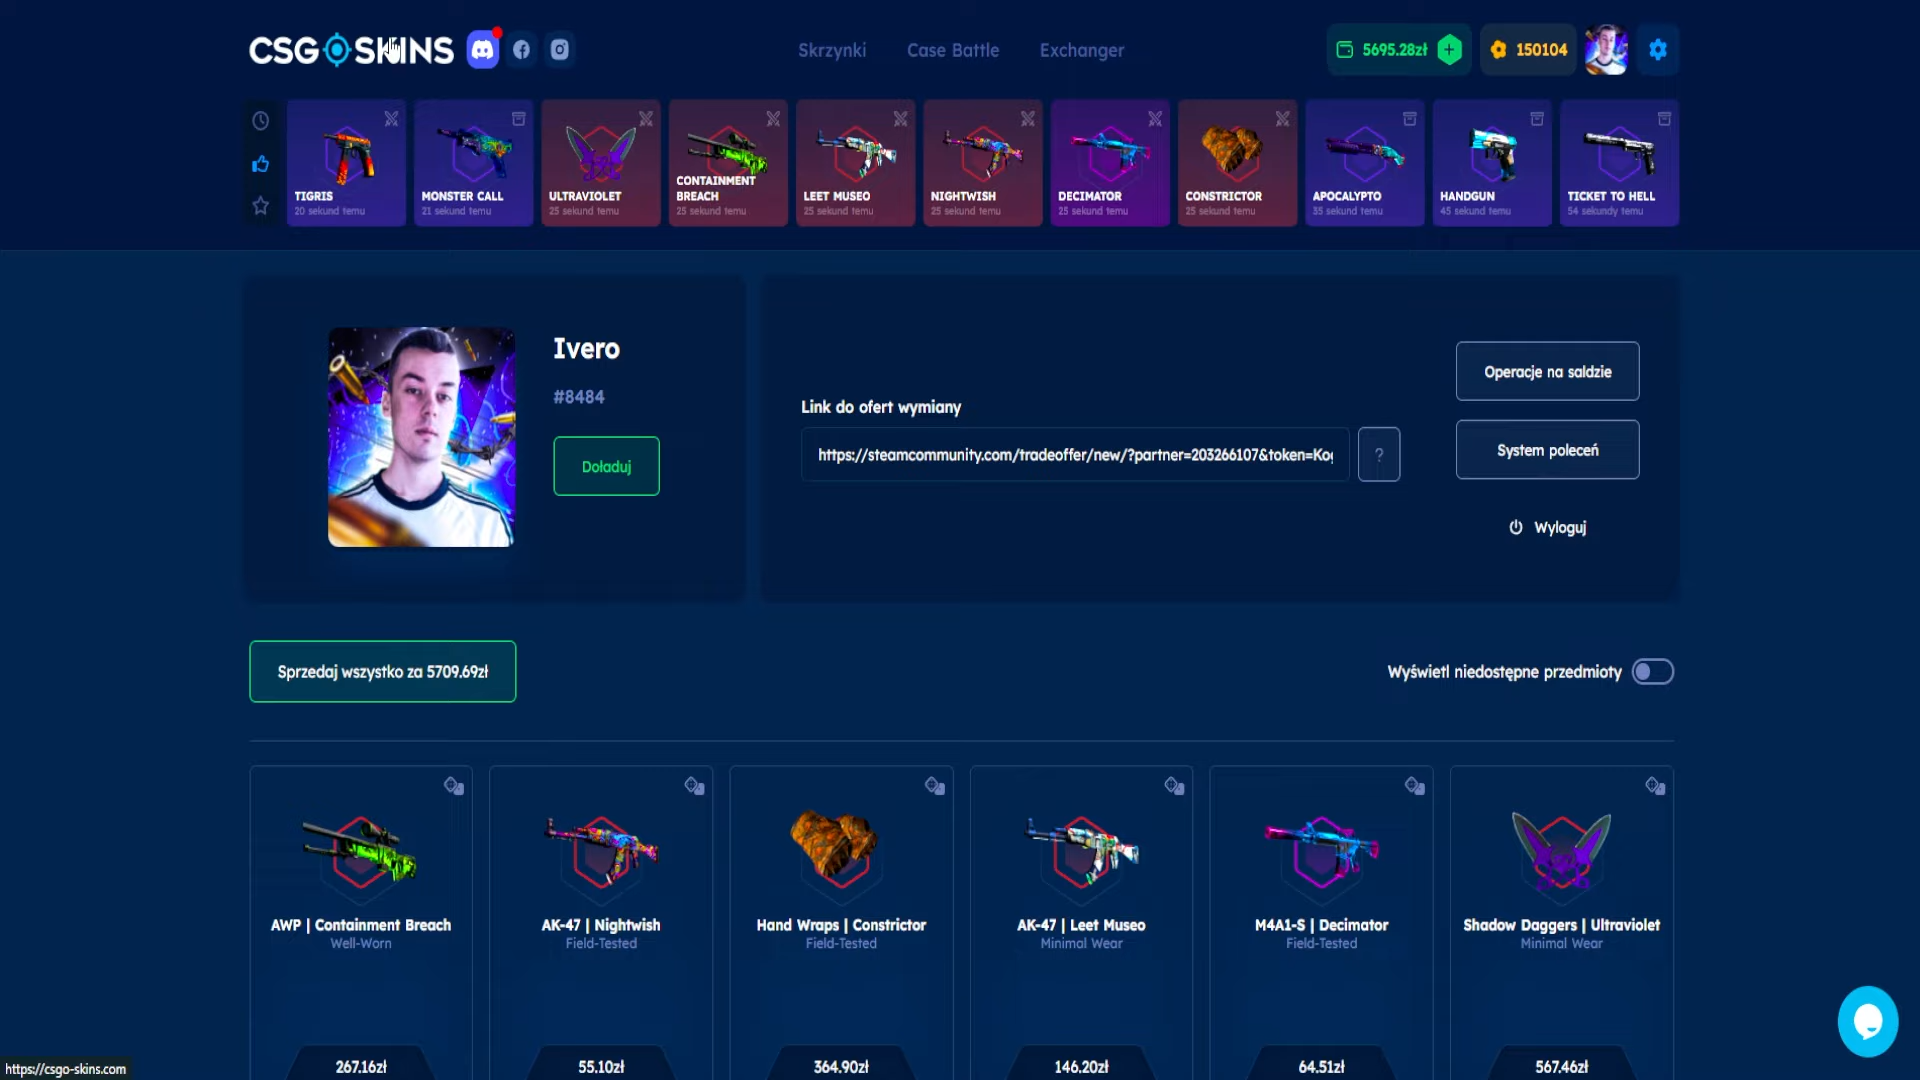 CSG SKINS
Skrzynki
Case Battle
Exchanger
5695.28zł
150104
TIGRIS
20 sekund temu
MONSTER CALL
21 sekund temu
ULTRAVIOLET
25 sekund temu
CONTAINMENT
BREACH
25 sekund temu
LEET MUSEO
25 sekund temu
NIGHTWISH
25 sekund temu
DECIMATOR
25 sekund temu
CONSTRICTOR
25 sekund temu
APOCALYPTO
35 sekund temu
HANDGUN
45 sekund temu
TICKET TO HELL
54 sekundy temu
Ivero
#8484
Doładuj
Link do ofert wymiany
https://steamcommunity.com/tradeoffer/new/?partner=203266107&token=Kog
?
Operacje na saldzie
System poleceń
Wyloguj
Sprzedaj wszystko za 5709.69zł
Wyświetl niedostępne przedmioty
AWP | Containment Breach
Well-Worn
267.16zł
AK-47 | Nightwish
Field-Tested
55.10zł
Hand Wraps | Constrictor
Field-Tested
364.90zł
AK-47 | Leet Museo
Minimal Wear
146.20zł
M4A1-S | Decimator
Field-Tested
64.51zł
Shadow Daggers | Ultraviolet
Minimal Wear
567.46zł
https://csgo-skins.com